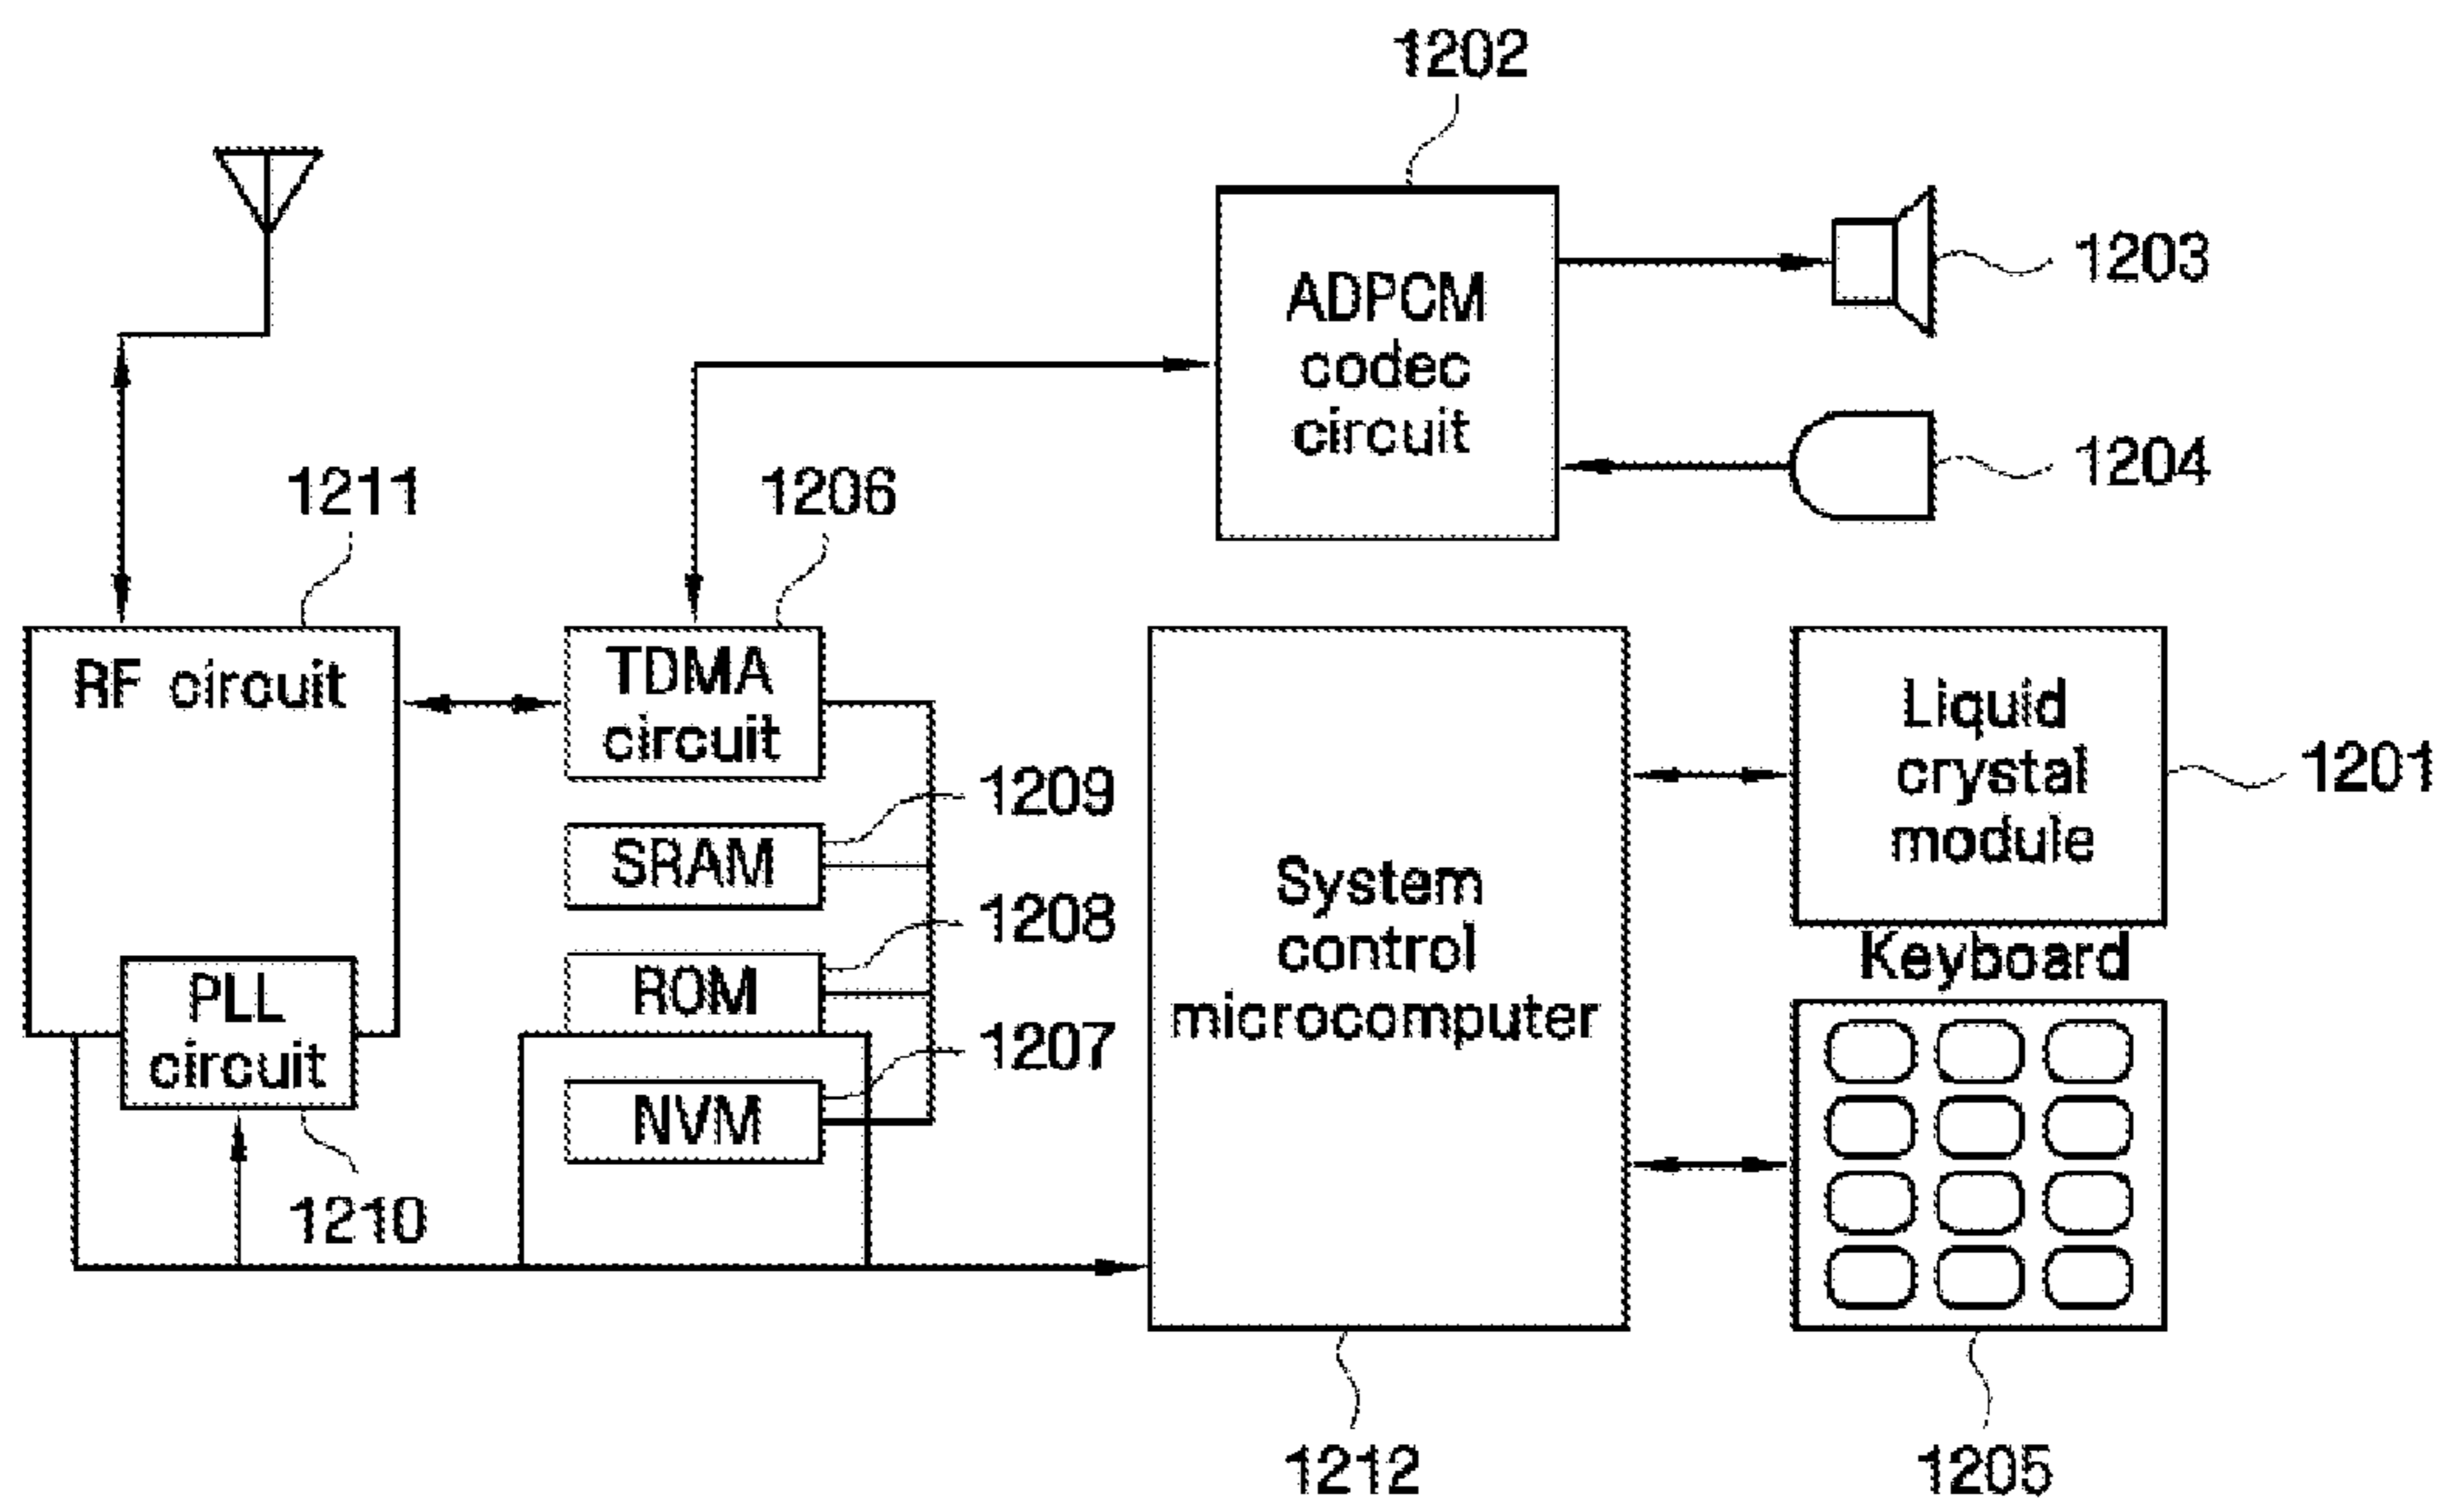 1202
ADPCM
codec
circuit
1203
1204
1211
1206
RF circuit
TDMA
circuit
1209
SRAM
1208
ROM
1207
NVM
PLL
circuit
1210
System
control
microcomputer
1212
Liquid
crystal
module
1201
Keyboard
1205